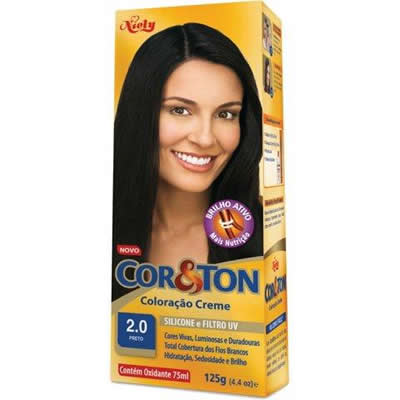 Niely
BRILHO ATIVO
Mais Nutrição
NOVO
COR&TON
Coloração Creme
2.0
PRETO
SILICONE e FILTRO UV
Cores Vivas, Luminosas e Duradouras
Total Cobertura dos Fios Brancos
Hidratação, Sedosidade e Brilho
Contém Oxidante 75ml
125g (4.4 oz)e
Niely
COR&TON